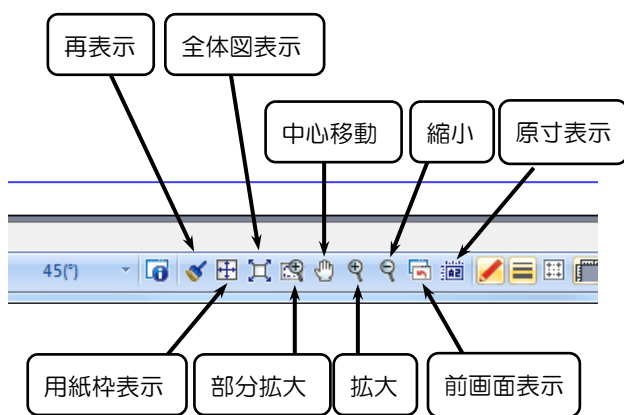 再表示
全体図表示
中心移動
縮小
原寸表示
45(°)
A2
用紙枠表示
部分拡大
拡大
前画面表示